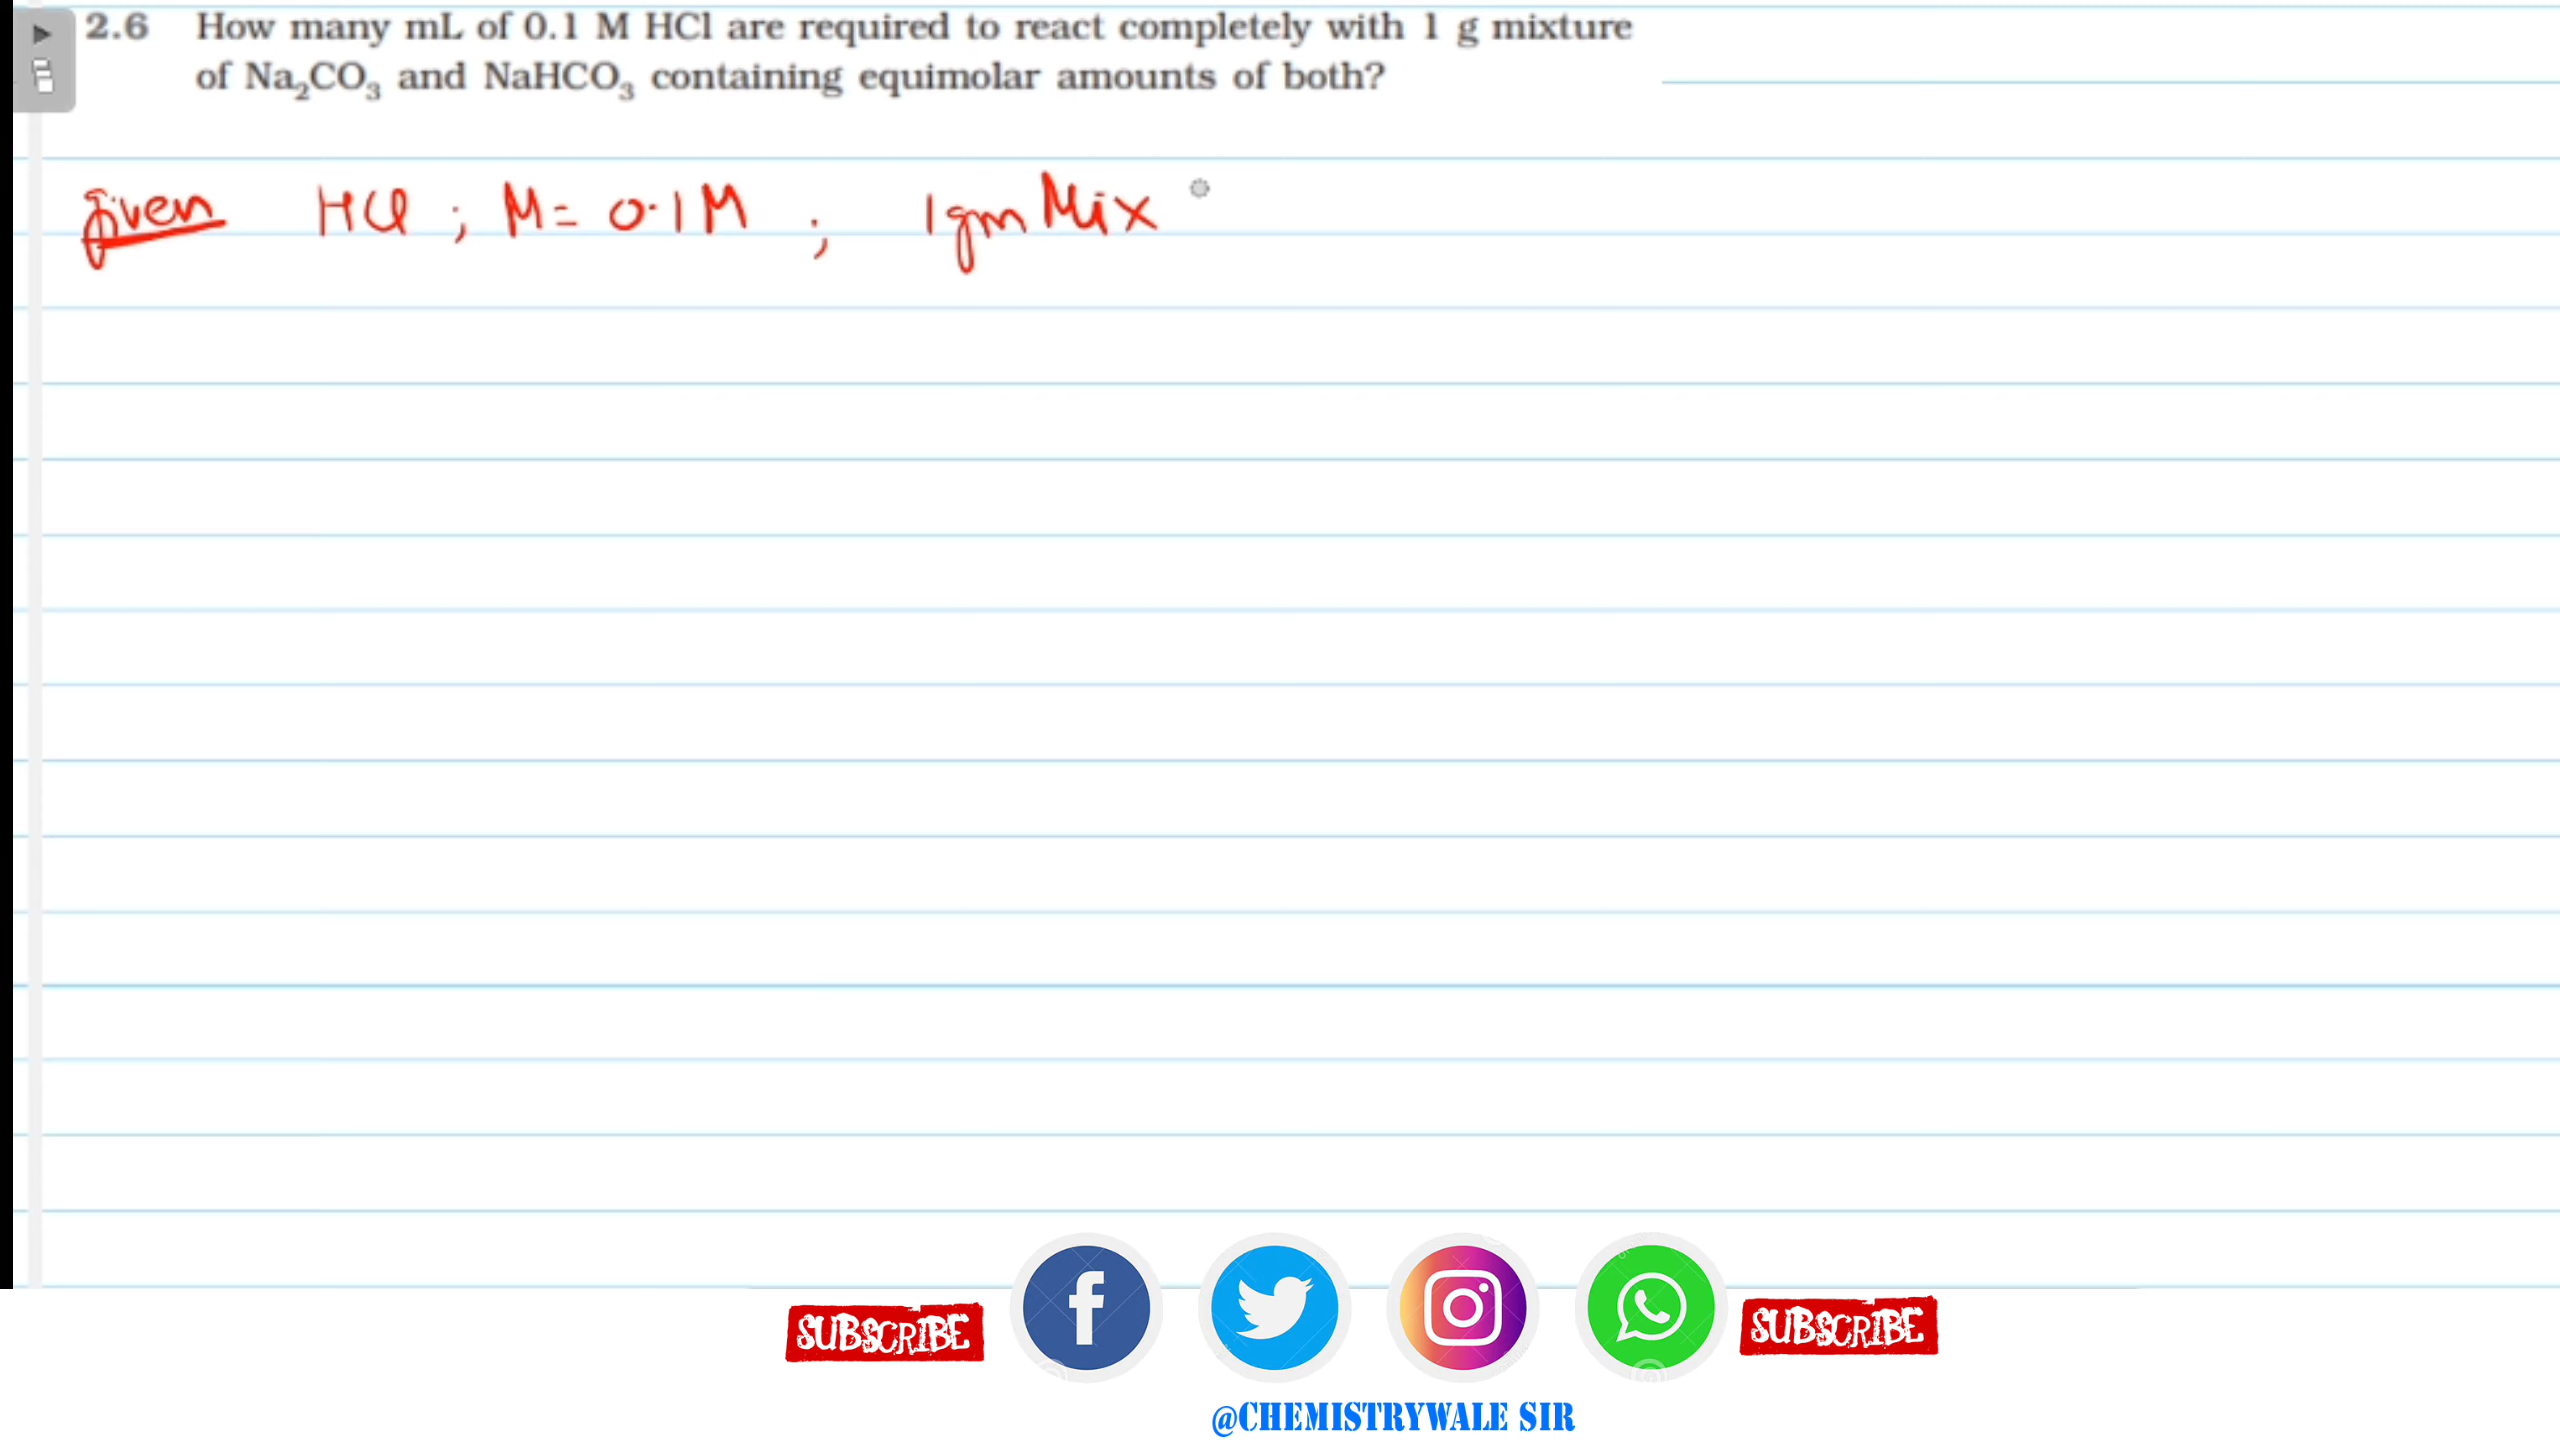 2.6 How many mL of 0.1 M HCl are required to react completely with 1 g mixture
of Na₂CO₃ and NaHCO₃ containing equimolar amounts of both?
given HCl ; M = 0.1 M ; 1gm Mix
SUBSCRIBE SUBSCRIBE
@CHEMISTRYWALE SIR